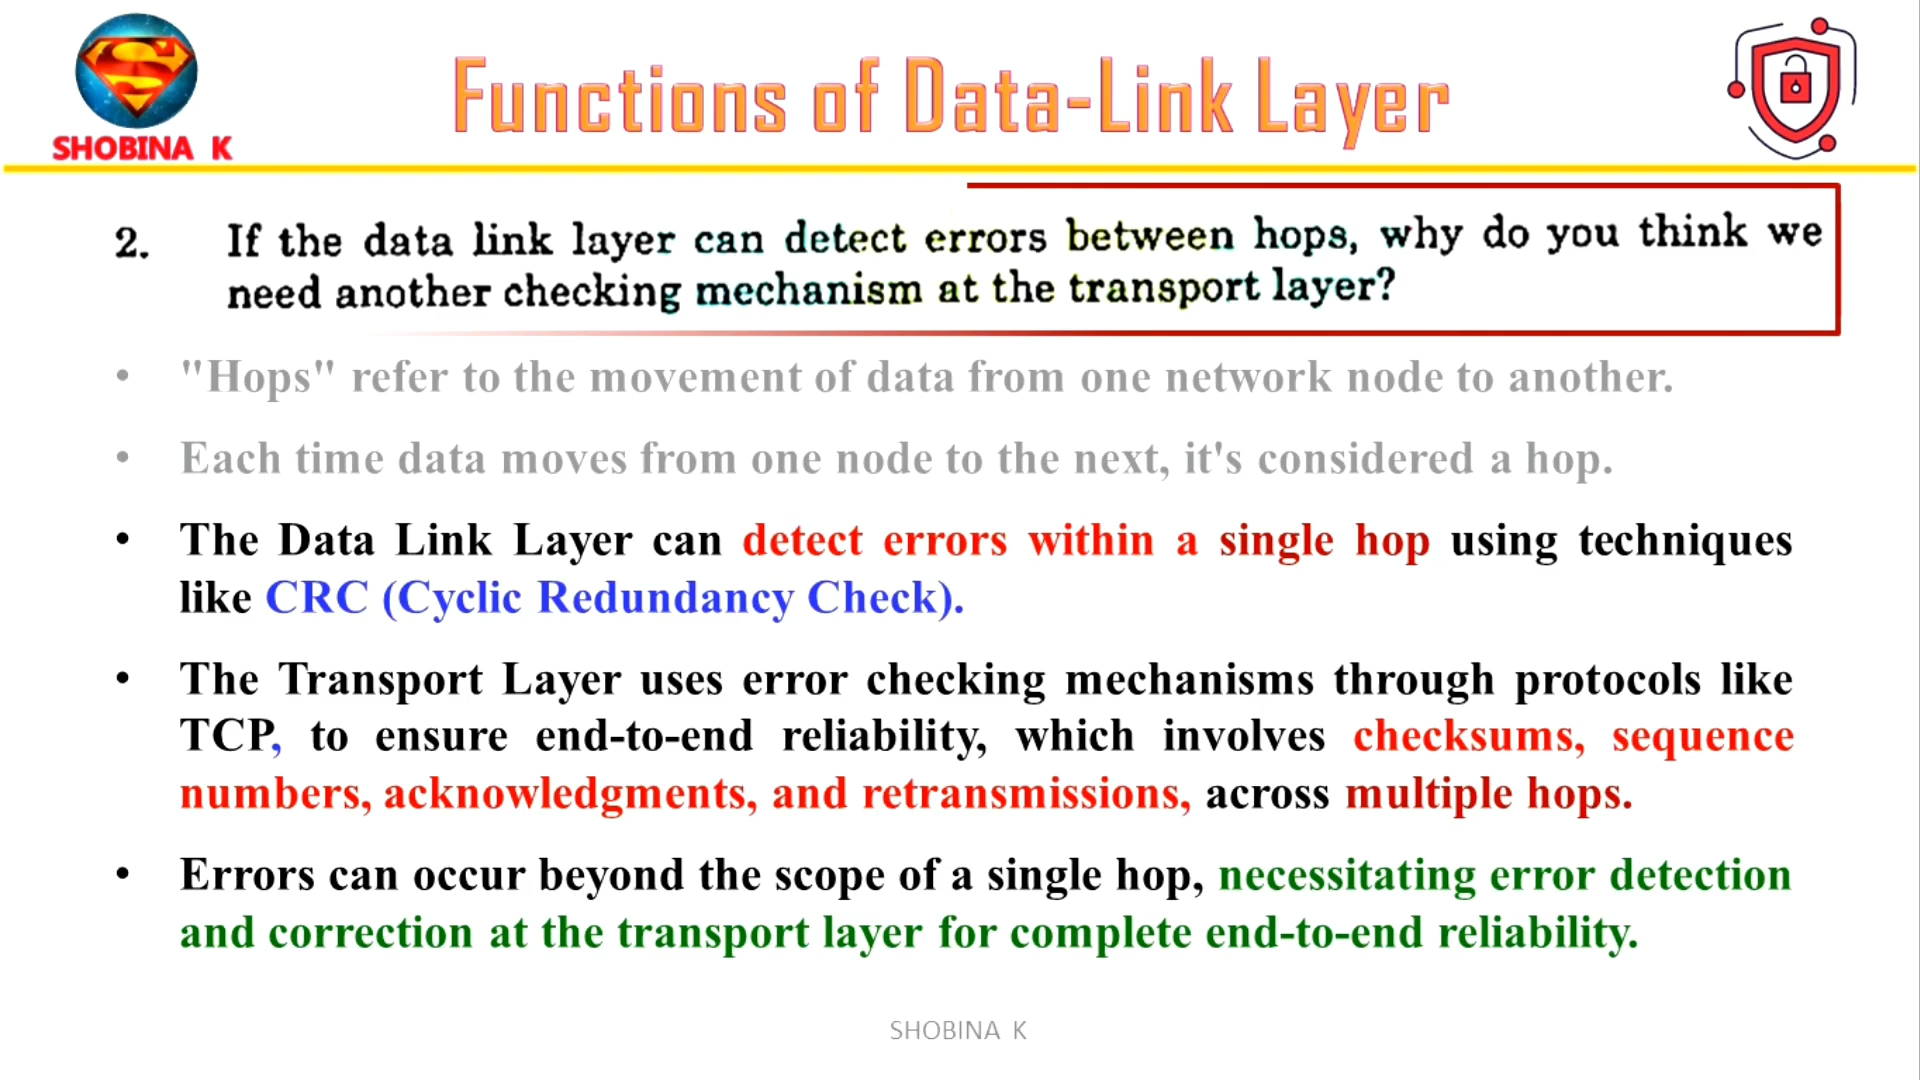 SHOBINA K
Functions of Data-Link Layer
2. If the data link layer can detect errors between hops, why do you think we
need another checking mechanism at the transport layer?
• "Hops" refer to the movement of data from one network node to another.
• Each time data moves from one node to the next, it's considered a hop.
• The Data Link Layer can detect errors within a single hop using techniques
like CRC (Cyclic Redundancy Check).
• The Transport Layer uses error checking mechanisms through protocols like
TCP, to ensure end-to-end reliability, which involves checksums, sequence
numbers, acknowledgments, and retransmissions, across multiple hops.
• Errors can occur beyond the scope of a single hop, necessitating error detection
and correction at the transport layer for complete end-to-end reliability.
SHOBINA K